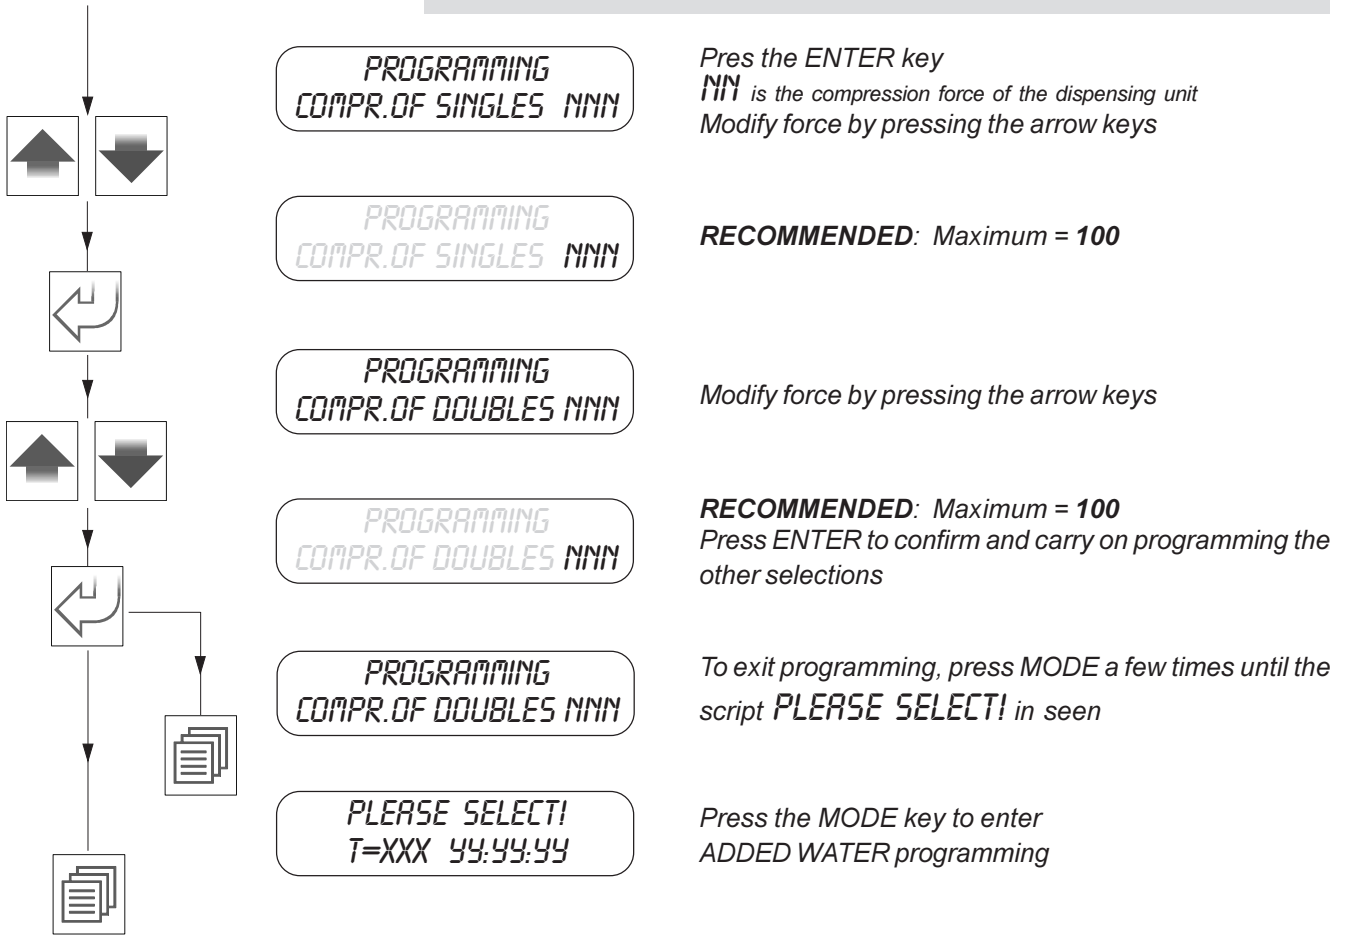 PROGRAMMING
COMPR.OF SINGLES NNN
Pres the ENTER key
NN is the compression force of the dispensing unit
Modify force by pressing the arrow keys
PROGRAMMING
COMPR.OF SINGLES NNN
RECOMMENDED: Maximum = 100
PROGRAMMING
COMPR.OF DOUBLES NNN
Modify force by pressing the arrow keys
PROGRAMMING
COMPR.OF DOUBLES NNN
RECOMMENDED: Maximum = 100
Press ENTER to confirm and carry on programming the
other selections
PROGRAMMING
COMPR.OF DOUBLES NNN
To exit programming, press MODE a few times until the
script PLEASE SELECT! in seen
PLEASE SELECT!
T=XXX YY:YY:YY
Press the MODE key to enter
ADDED WATER programming